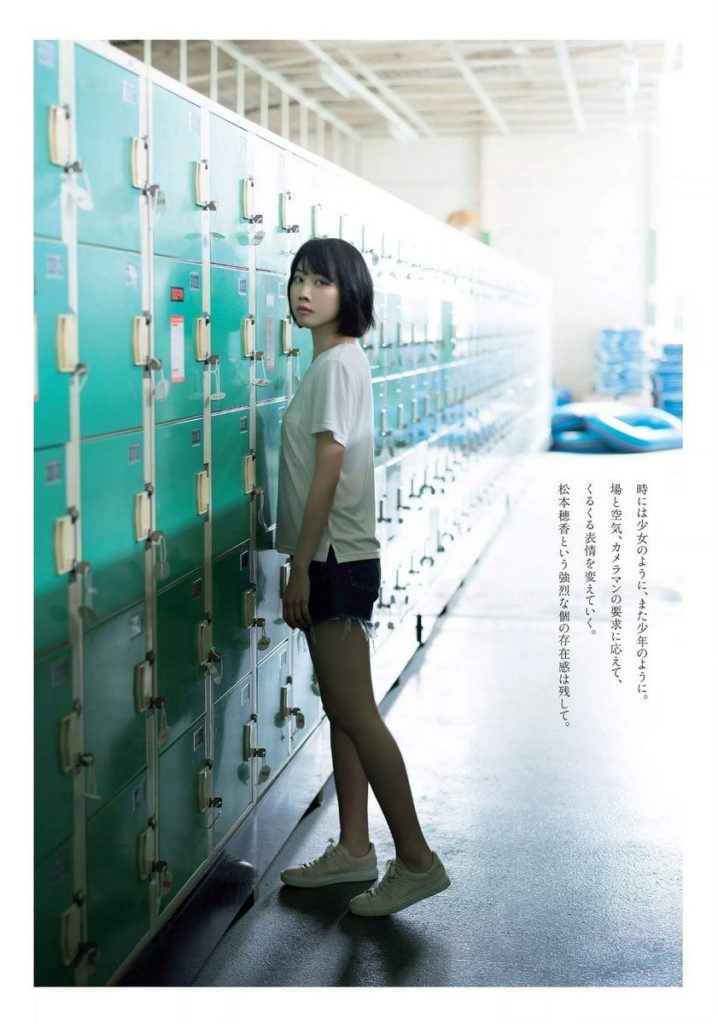 時には少女のように、また少年のように。
場と空気、カメラマンの要求に応えて、
くるくる表情を変えていく。
松本穂香という強烈な個の存在感は残して。